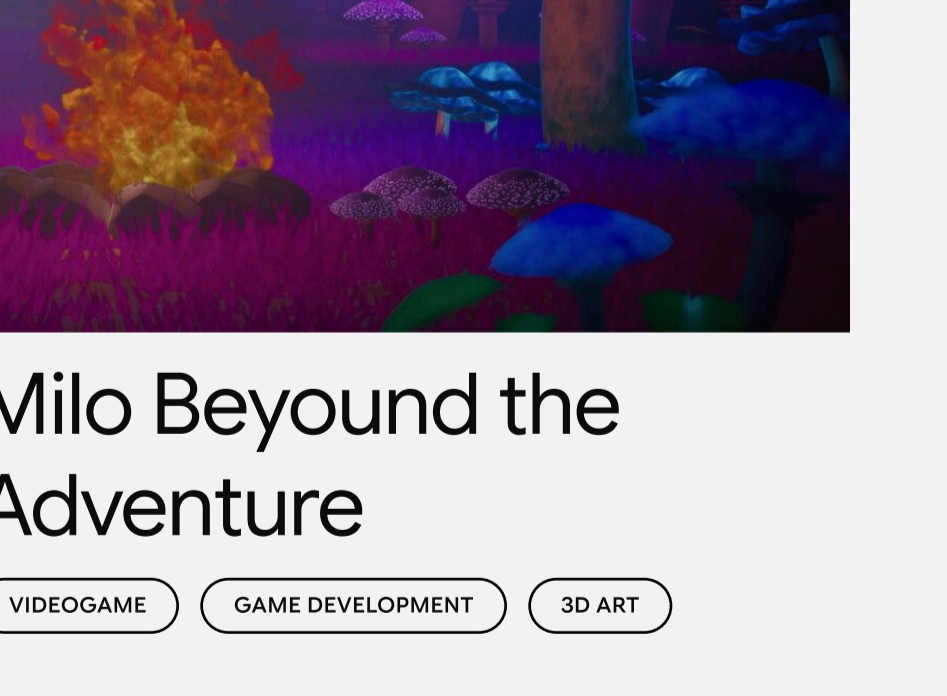 Milo Beyound the
Adventure
VIDEOGAME
GAME DEVELOPMENT
3D ART